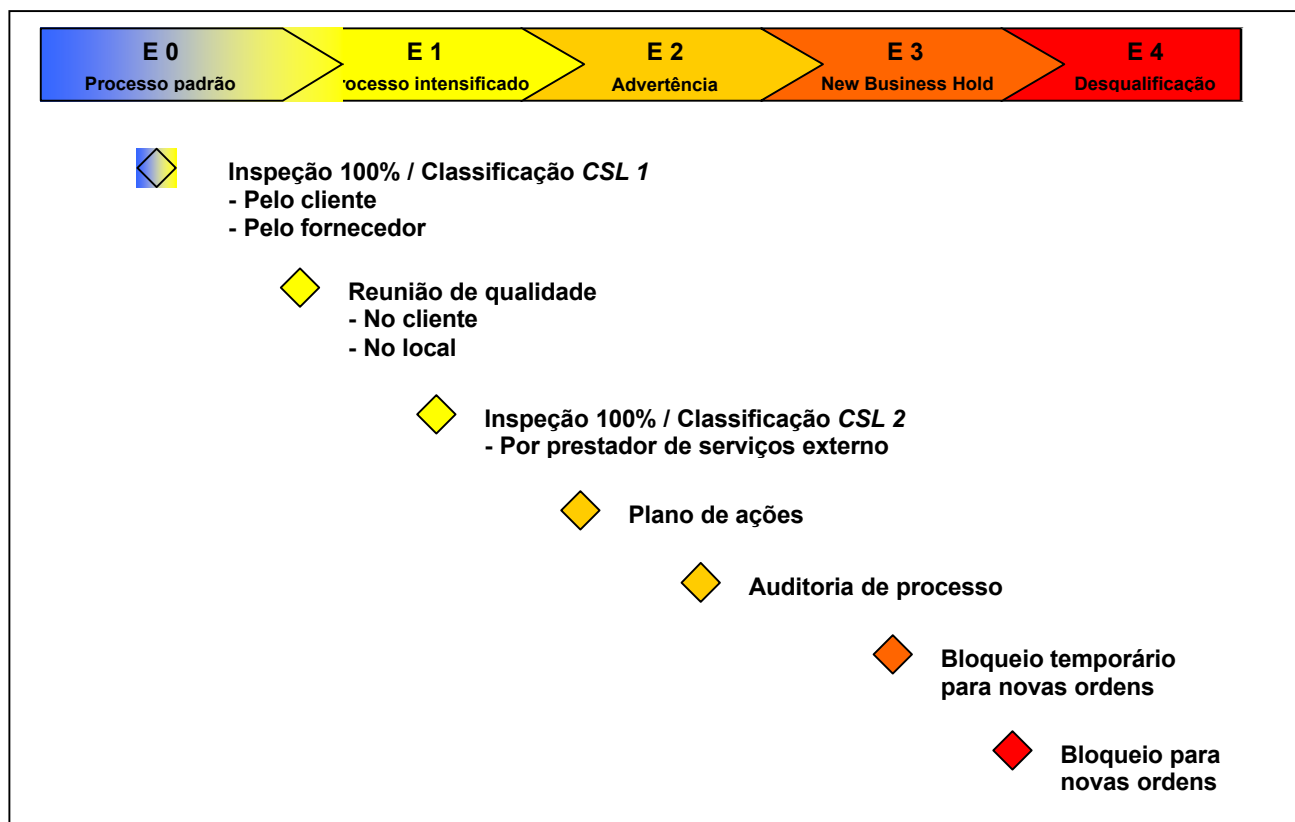 E 0
Processo padrão
E 1
rocesso intensificado
E 2
Advertência
E 3
New Business Hold
E 4
Desqualificação
Inspeção 100% / Classificação CSL 1
- Pelo cliente
- Pelo fornecedor
Reunião de qualidade
- No cliente
- No local
Inspeção 100% / Classificação CSL 2
- Por prestador de serviços externo
Plano de ações
Auditoria de processo
Bloqueio temporário
para novas ordens
Bloqueio para
novas ordens